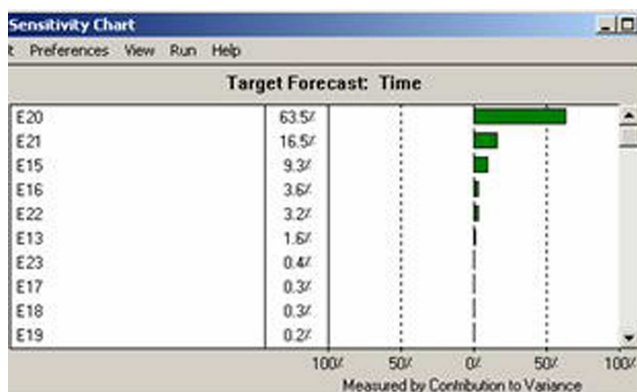 Sensitivity Chart
t Preferences View Run Help
Target Forecast: Time
E20 63.5%
E21 16.5%
E15 9.3%
E16 3.6%
E22 3.2%
E13 1.6%
E23 0.4%
E17 0.3%
E18 0.3%
E19 0.2%
100% 50% 0% 50% 100%
Measured by Contribution to Variance